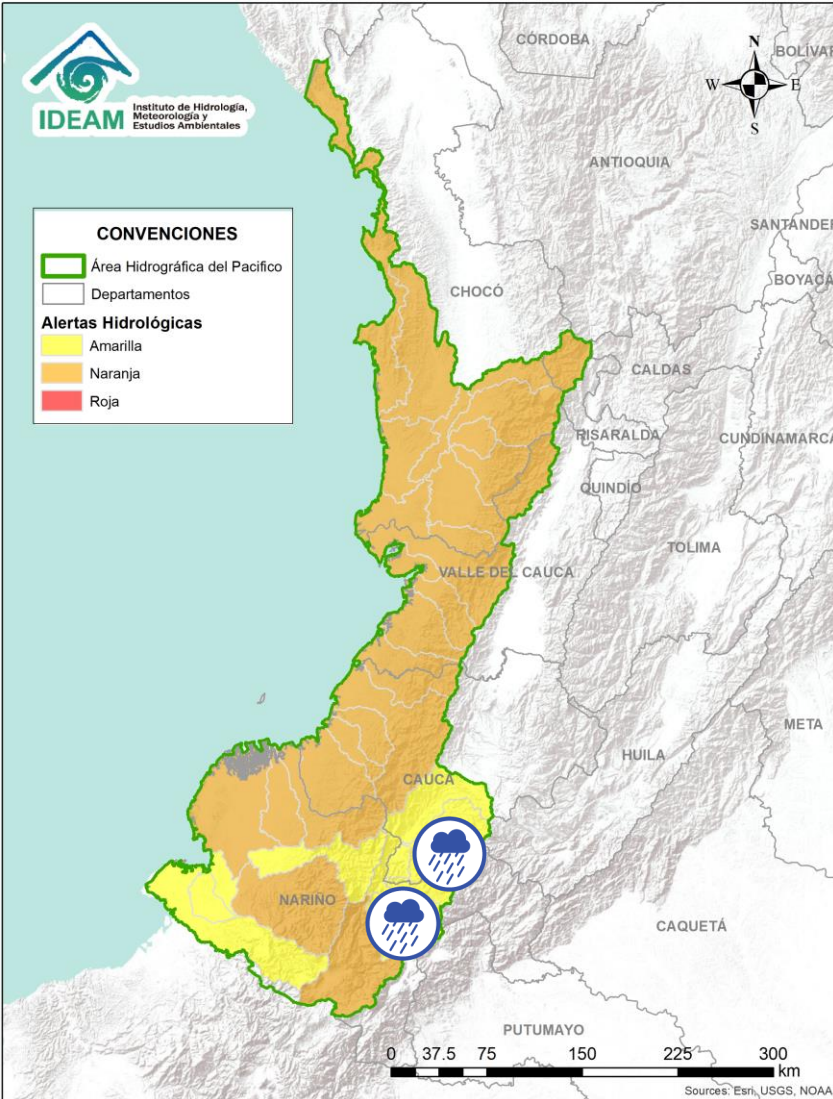 IDEAM
Instituto de Hidrología,
Meteorología y
Estudios Ambientales
CONVENCIONES
Área Hidrográfica del Pacifico
Departamentos
Alertas Hidrológicas
Amarilla
Naranja
Roja
N
W
E
S
CÓRDOBA
BOLÍVAR
ANTIOQUIA
SANTANDER
BOYACÁ
CHOCÓ
CALDAS
RISARALDA
CUNDINAMARCA
QUINDÍO
TOLIMA
VALLE DEL CAUCA
META
HUILA
CAUCA
NARIÑO
CAQUETÁ
PUTUMAYO
0 37.5 75 150 225 300
km
Sources: Esri, USGS, NOAA